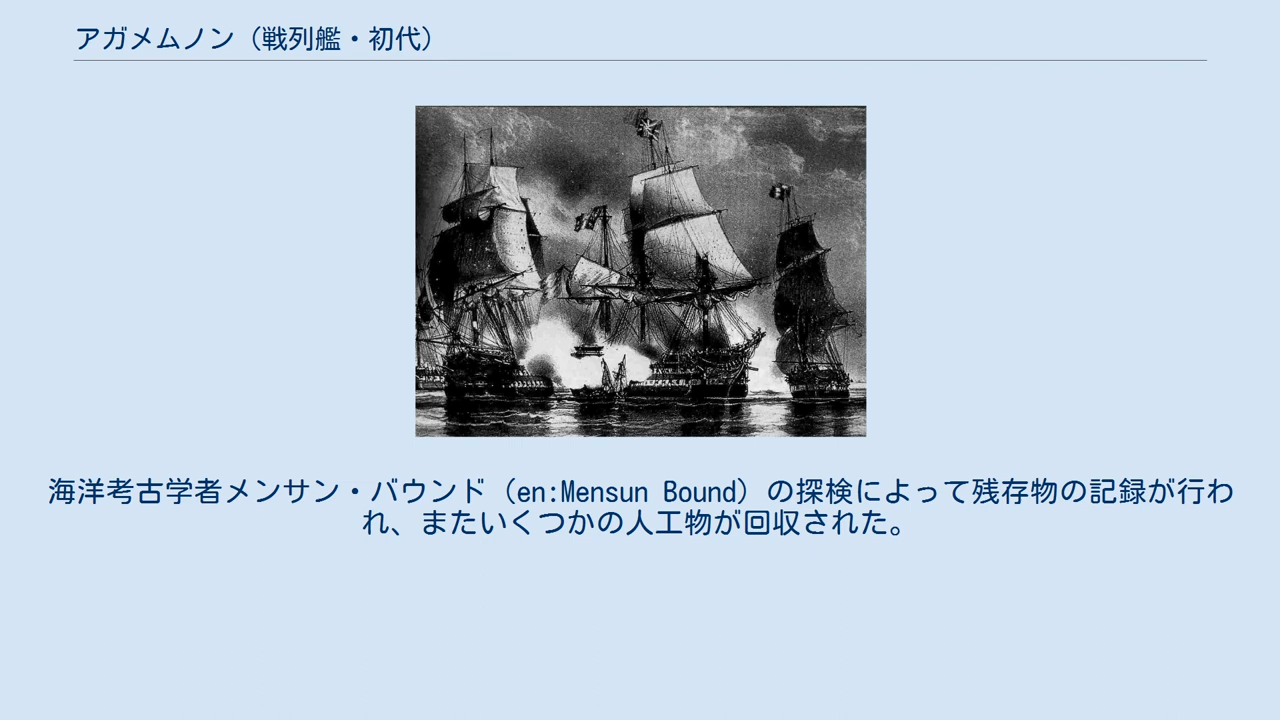 アガメムノン（戦列艦・初代）
海洋考古学者メンサン・バウンド（en:Mensun Bound）の探検によって残存物の記録が行わ
れ、またいくつかの人工物が回収された。